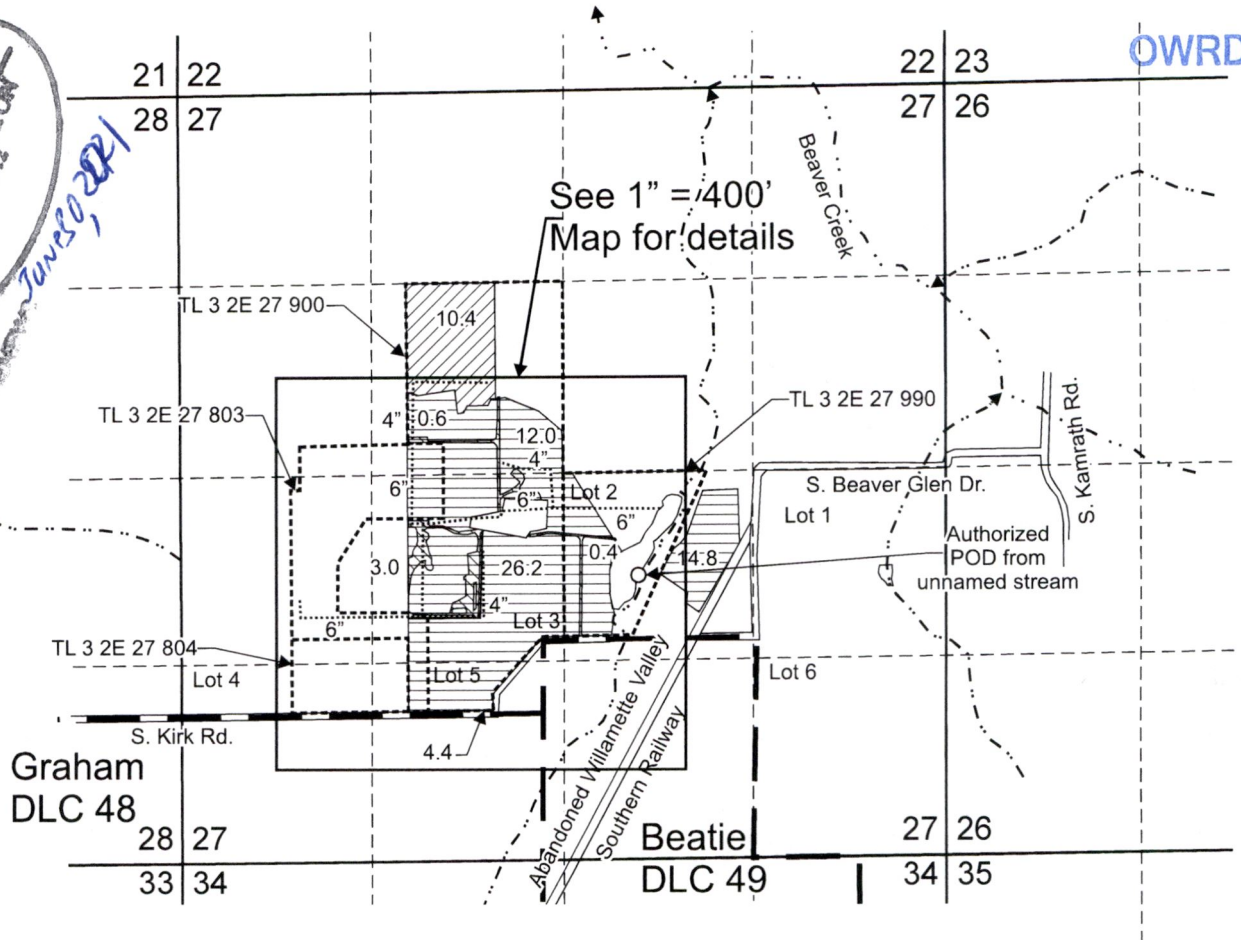 OWRD
21 22
28 27
22 23
27 26
Beaver Creek
See 1" = 400'
Map for details
TL 3 2E 27 900
10.4
TL 3 2E 27 803
4" 0.6
12.0
4"
TL 3 2E 27 990
S. Kamrath Rd.
6"
6"
Lot 2
6"
S. Beaver Glen Dr.
Lot 1
3.0
26.2
0.4
14.8
Authorized
POD from
unnamed stream
4"
6"
Lot 3
TL 3 2E 27 804
Lot 4
Lot 5
Lot 6
S. Kirk Rd.
4.4
Abandoned Willamette Valley
Southern Railway
Graham
DLC 48
Beatie
DLC 49
28 27
33 34
27 26
34 35